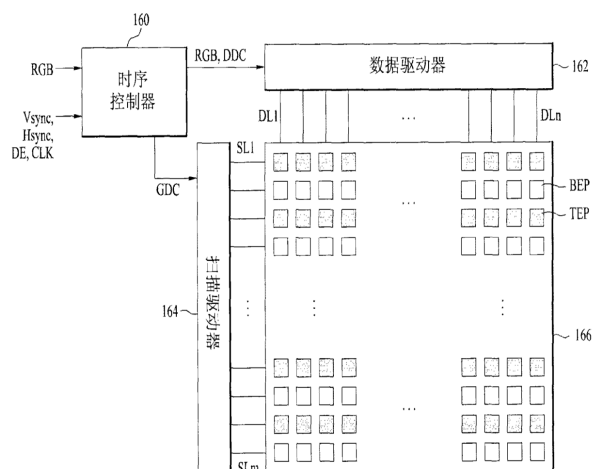 160
RGB
时序
控制器
RGB, DDC
数据驱动器
162
Vsync,
Hsync,
DE, CLK
GDC
DL1
...
DLn
SL1
BEP
TEP
...
扫描驱动器
164
166
...
SLm